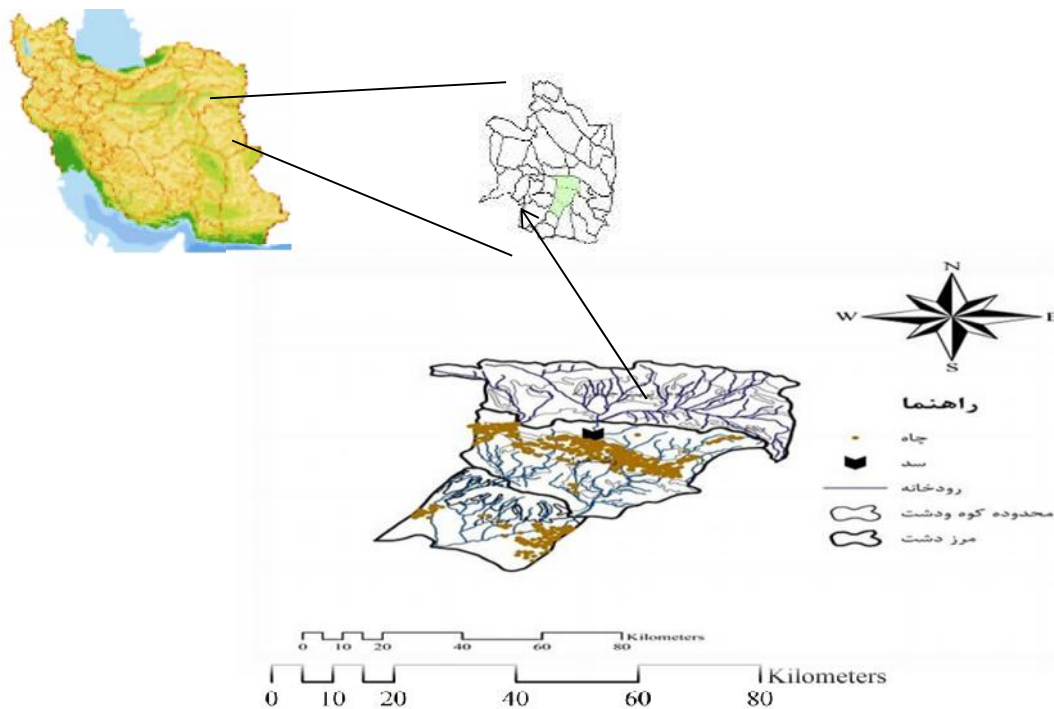 N
W E
S
راهنما
چاه
سد
رودخانه
محدوده کوه ودشت
مرز دشت
Kilometers
0 10 20 40 60 80
Kilometers
0 10 20 40 60 80